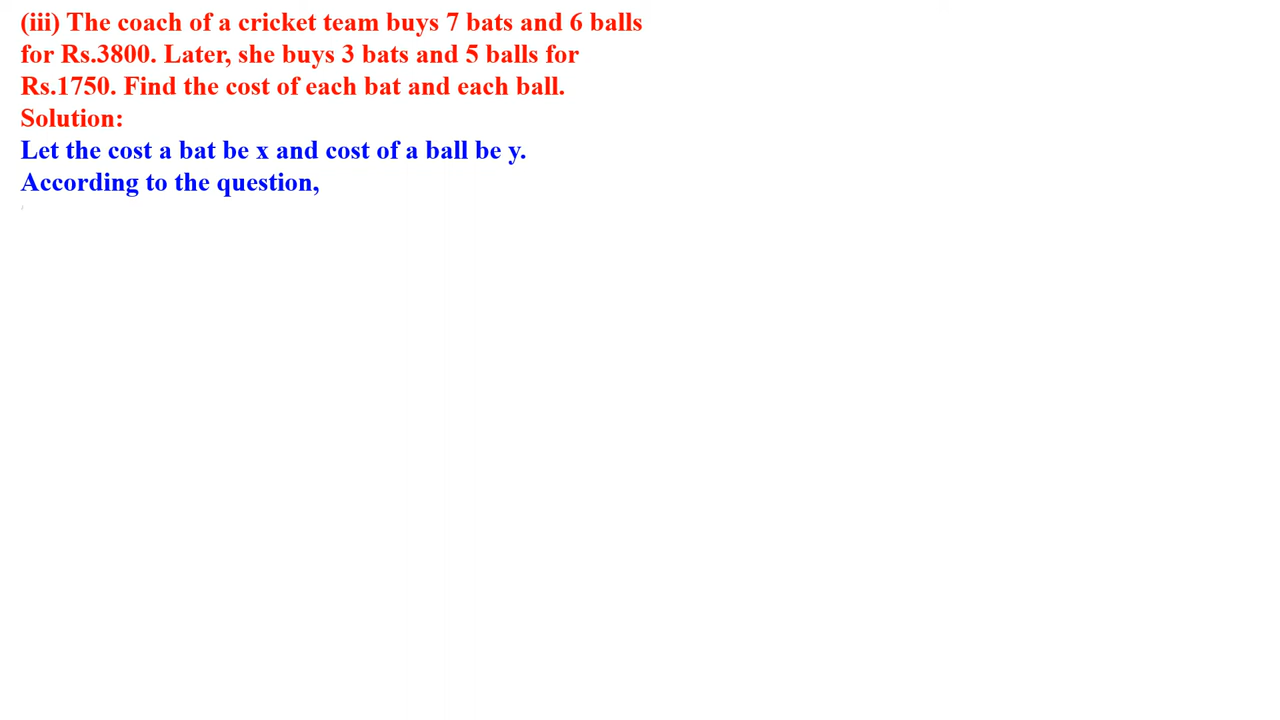 (iii) The coach of a cricket team buys 7 bats and 6 balls
for Rs.3800. Later, she buys 3 bats and 5 balls for
Rs.1750. Find the cost of each bat and each ball.
Solution:
Let the cost a bat be x and cost of a ball be y.
According to the question,